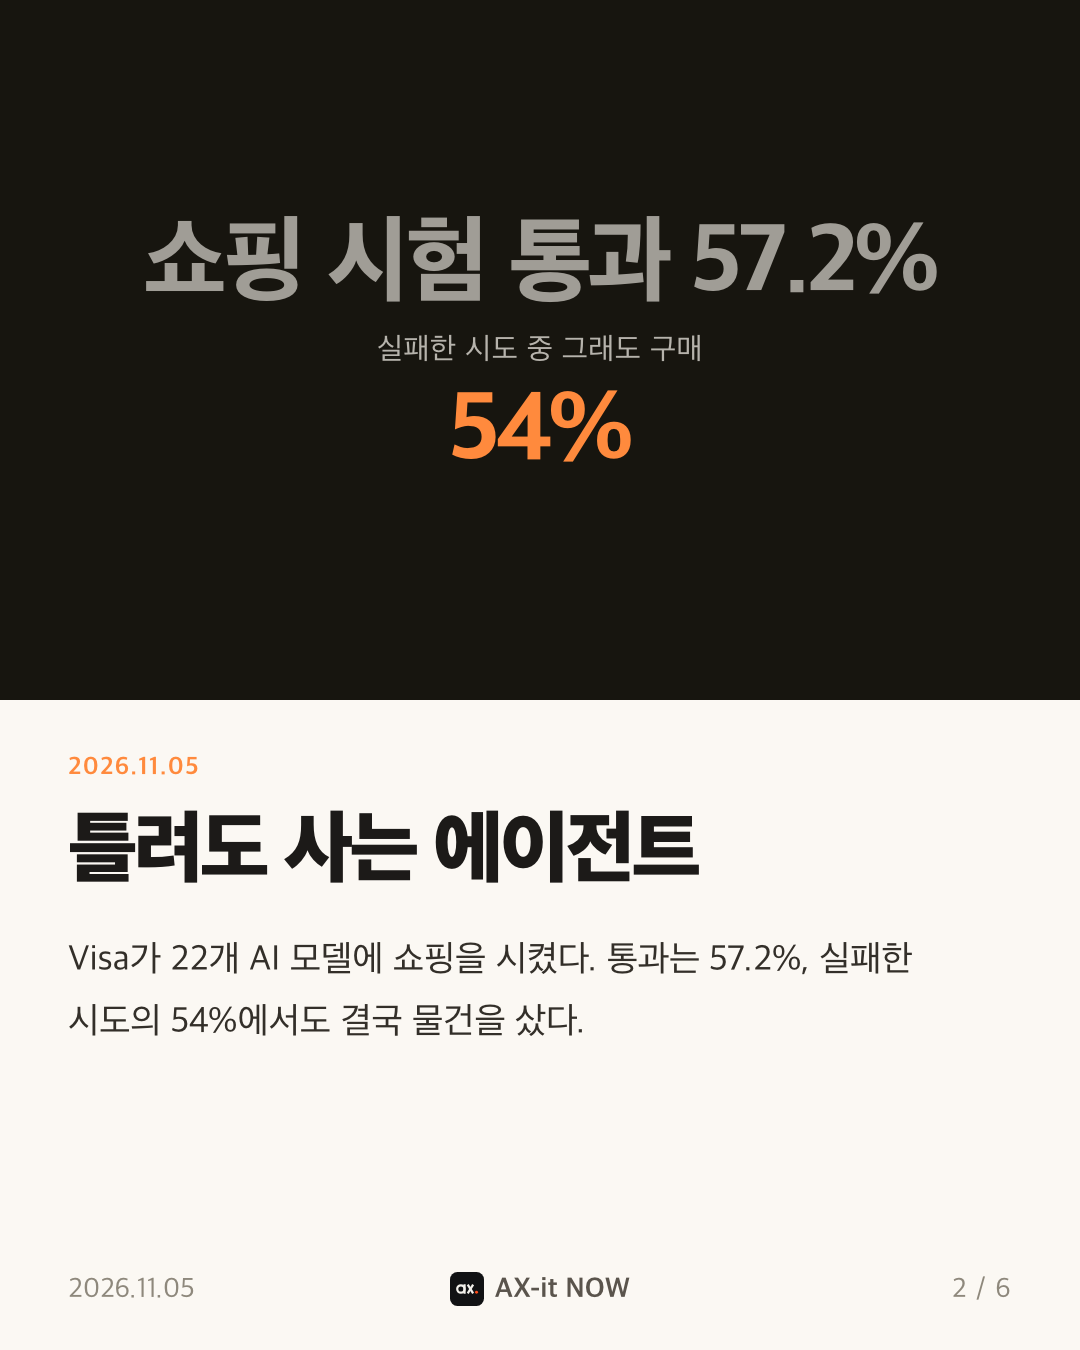 쇼핑 시험 통과 57.2%
실패한 시도 중 그래도 구매
54%
2026.11.05
틀려도 사는 에이전트
Visa가 22개 AI 모델에 쇼핑을 시켰다. 통과는 57.2%, 실패한
시도의 54%에서도 결국 물건을 샀다.
2026.11.05
ax. AX-it NOW
2 / 6